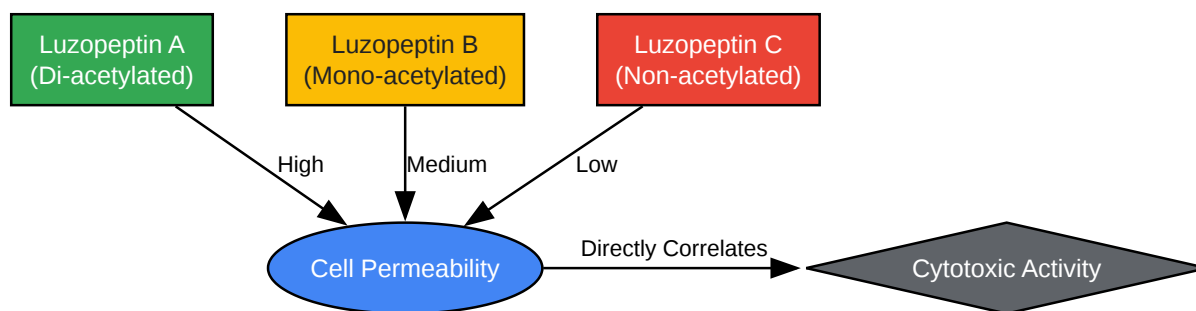 Luzopeptin A
(Di-acetylated)
Luzopeptin B
(Mono-acetylated)
Luzopeptin C
(Non-acetylated)
High
Medium
Low
Cell Permeability
Directly Correlates
Cytotoxic Activity